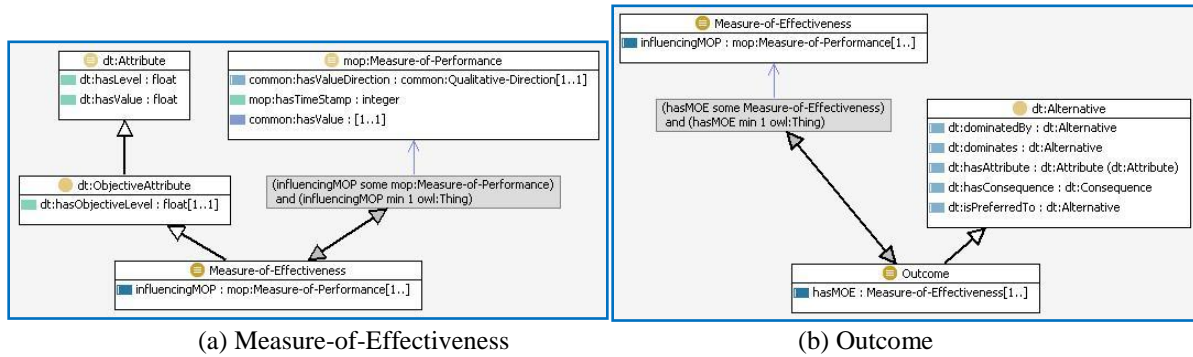 dt:Attribute
dt:hasLevel : float
dt:hasValue : float
mop:Measure-of-Performance
common:hasValueDirection : common:Qualitative-Direction[1..1]
mop:hasTimeStamp : integer
common:hasValue : [1..1]
dt:ObjectiveAttribute
dt:hasObjectiveLevel : float[1..1]
(influencingMOP some mop:Measure-of-Performance)
and (influencingMOP min 1 owl:Thing)
Measure-of-Effectiveness
influencingMOP : mop:Measure-of-Performance[1..]
(a) Measure-of-Effectiveness
Measure-of-Effectiveness
influencingMOP : mop:Measure-of-Performance[1..]
(hasMOE some Measure-of-Effectiveness)
and (hasMOE min 1 owl:Thing)
dt:Alternative
dt:dominatedBy : dt:Alternative
dt:dominates : dt:Alternative
dt:hasAttribute : dt:Attribute (dt:Attribute)
dt:hasConsequence : dt:Consequence
dt:isPreferredTo : dt:Alternative
Outcome
hasMOE : Measure-of-Effectiveness[1..]
(b) Outcome